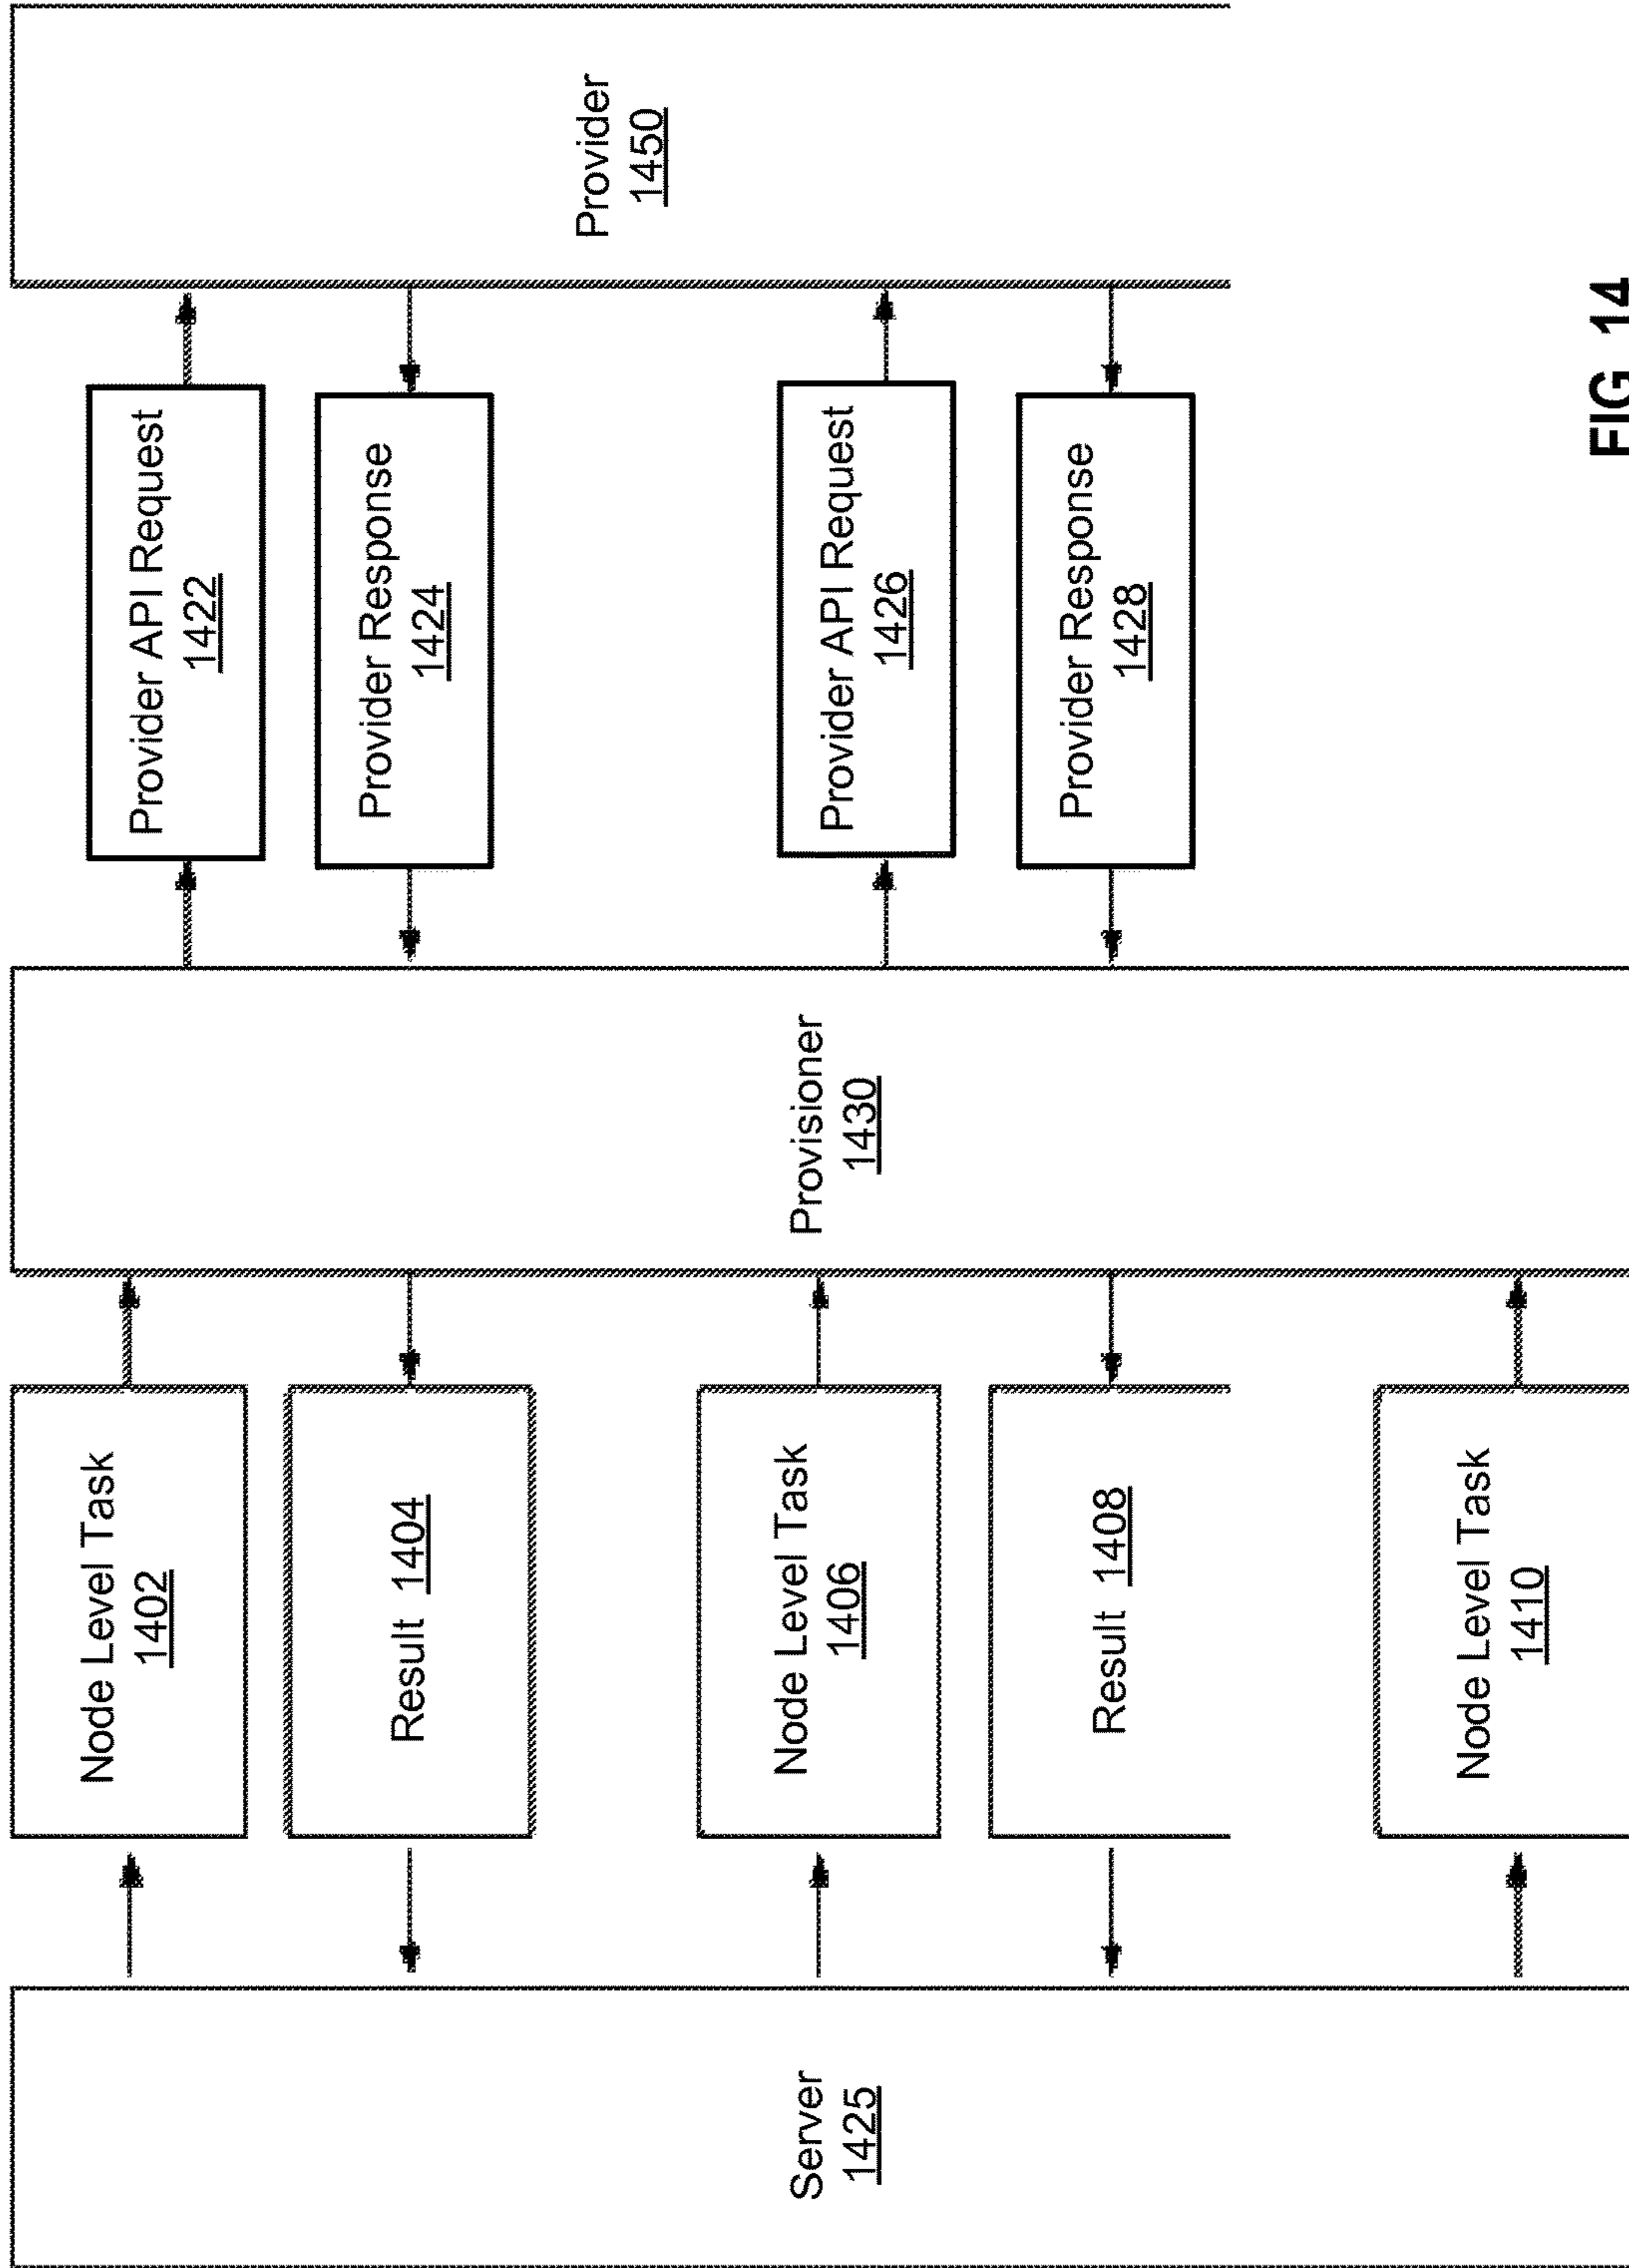 Server
1425
Node Level Task
1402
Result 1404
Node Level Task
1406
Result 1408
Node Level Task
1410
Provisioner
1430
Provider API Request
1422
Provider Response
1424
Provider API Request
1426
Provider Response
1428
Provider
1450
FIG. 14